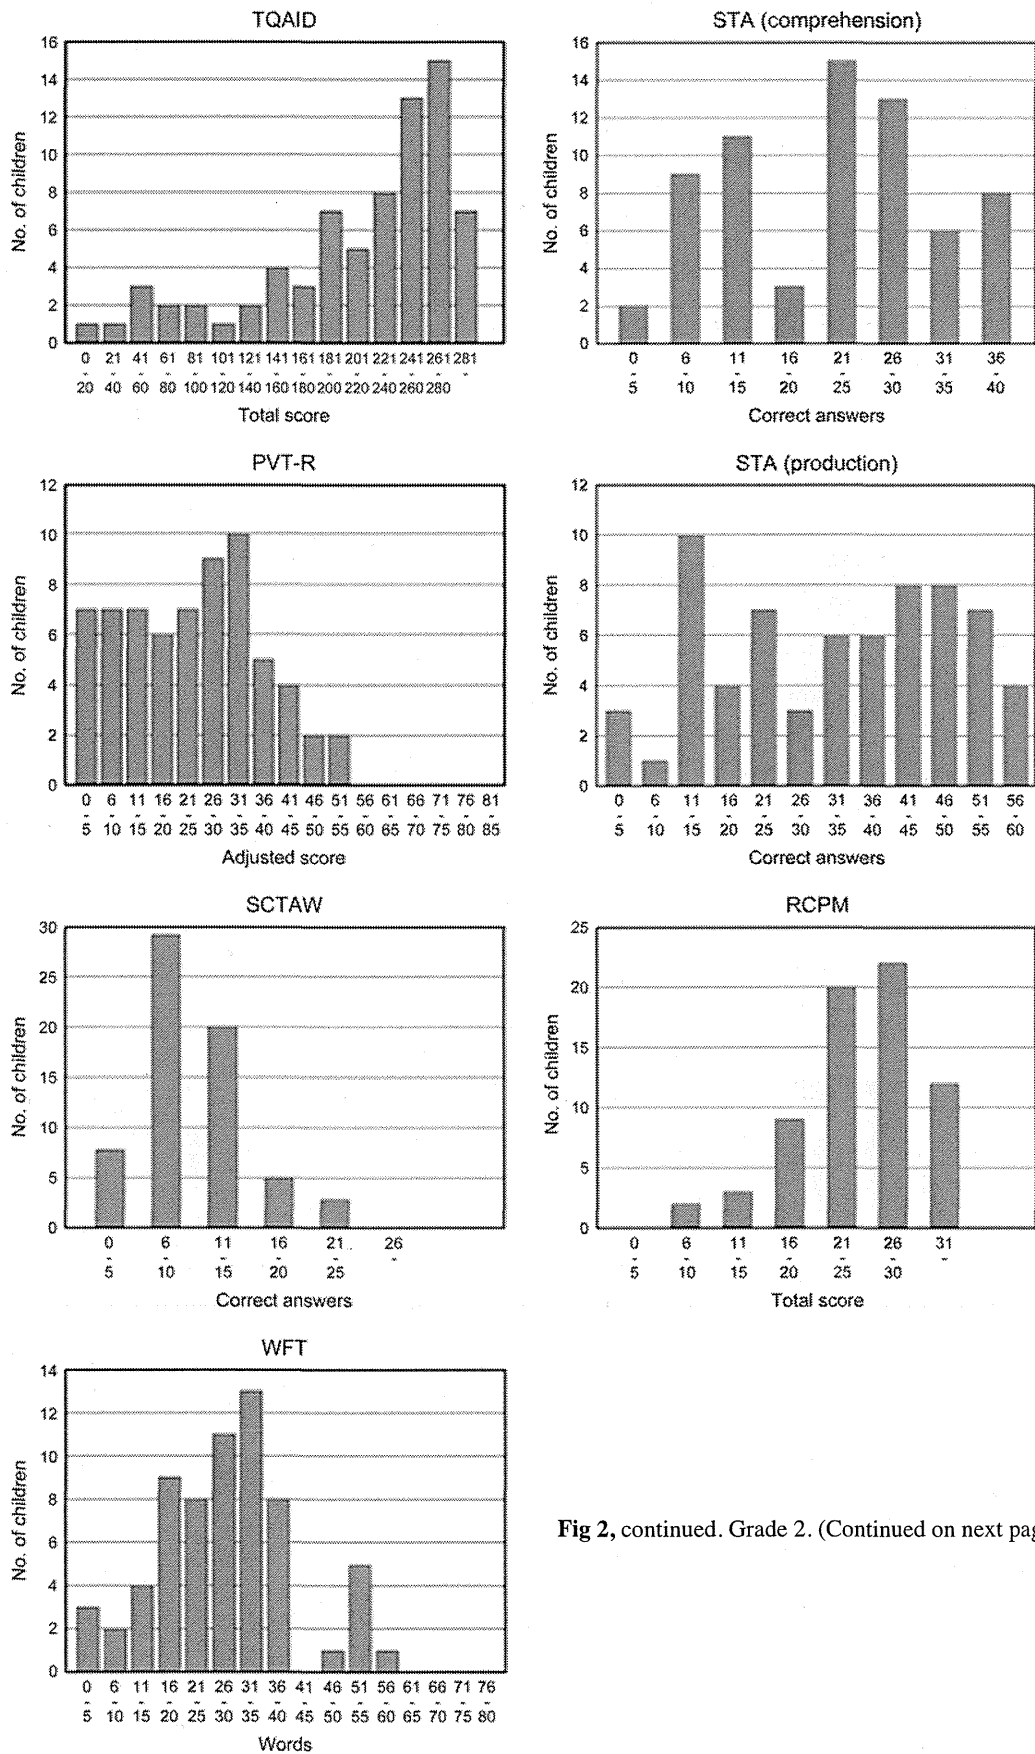 TQAID
No. of children
16
14
12
10
8
6
4
2
0
0 21 41 61 81 101 121 141 161 181 201 221 241 261 281
- - - - - - - - - - - - - - -
20 40 60 80 100 120 140 160 180 200 220 240 260 280
Total score
STA (comprehension)
No. of children
16
14
12
10
8
6
4
2
0
0 6 11 16 21 26 31 36
- - - - - - - -
5 10 15 20 25 30 35 40
Correct answers
PVT-R
No. of children
12
10
8
6
4
2
0
0 6 11 16 21 26 31 36 41 46 51 56 61 66 71 76 81
- - - - - - - - - - - - - - - - -
5 10 15 20 25 30 35 40 45 50 55 60 65 70 75 80 85
Adjusted score
STA (production)
No. of children
12
10
8
6
4
2
0
0 6 11 16 21 26 31 36 41 46 51 56
- - - - - - - - - - - -
5 10 15 20 25 30 35 40 45 50 55 60
Correct answers
SCTAW
No. of children
30
25
20
15
10
5
0
0 6 11 16 21 26
- - - - - -
5 10 15 20 25
Correct answers
RCPM
No. of children
25
20
15
10
5
0
0 6 11 16 21 26 31
- - - - - - -
5 10 15 20 25 30
Total score
WFT
No. of children
14
12
10
8
6
4
2
0
0 6 11 16 21 26 31 36 41 46 51 56 61 66 71 76
- - - - - - - - - - - - - - - -
5 10 15 20 25 30 35 40 45 50 55 60 65 70 75 80
Words
Fig 2, continued. Grade 2. (Continued on next pag